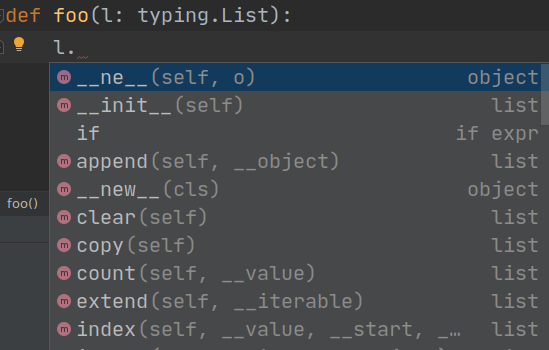 def foo(l: typing.List):
l.
m __ne__(self, o) object
m __init__(self) list
if if expr
m append(self, __object) list
m __new__(cls) object
m clear(self) list
foo()
m copy(self) list
m count(self, __value) list
m extend(self, __iterable) list
m index(self, __value, __start, _… list